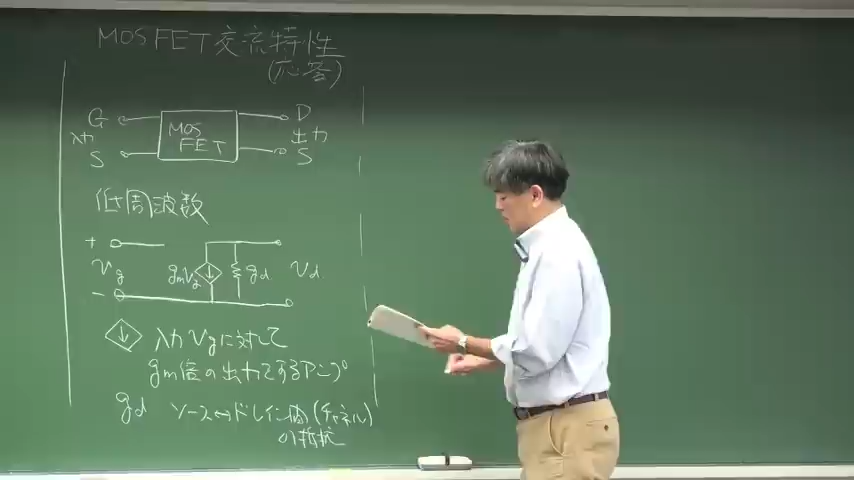 MOSFET交流特性
(応答)
G D
MOS
FET
入力 出力
S S
低周波数
+
Vg gmVg gd Vd
−
入力 Vgに対して
gm倍の出力でするアンプ
gd ソース↔ドレイン間(チャネル)
の抵抗